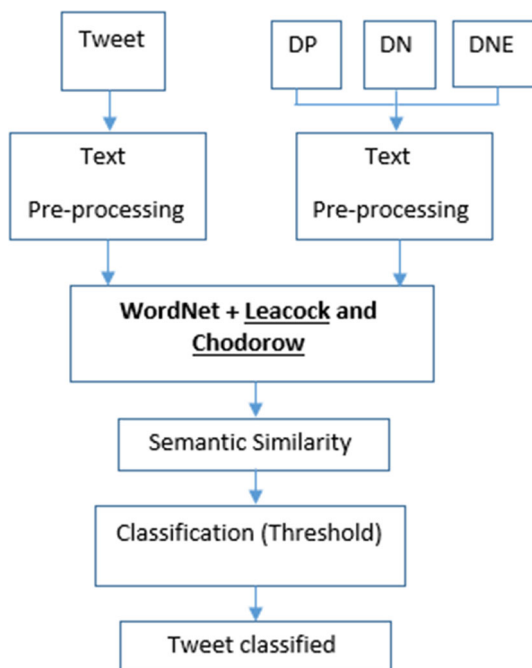 Tweet
DP
DN
DNE
Text
Pre-processing
Text
Pre-processing
WordNet + Leacock and
Chodorow
Semantic Similarity
Classification (Threshold)
Tweet classified